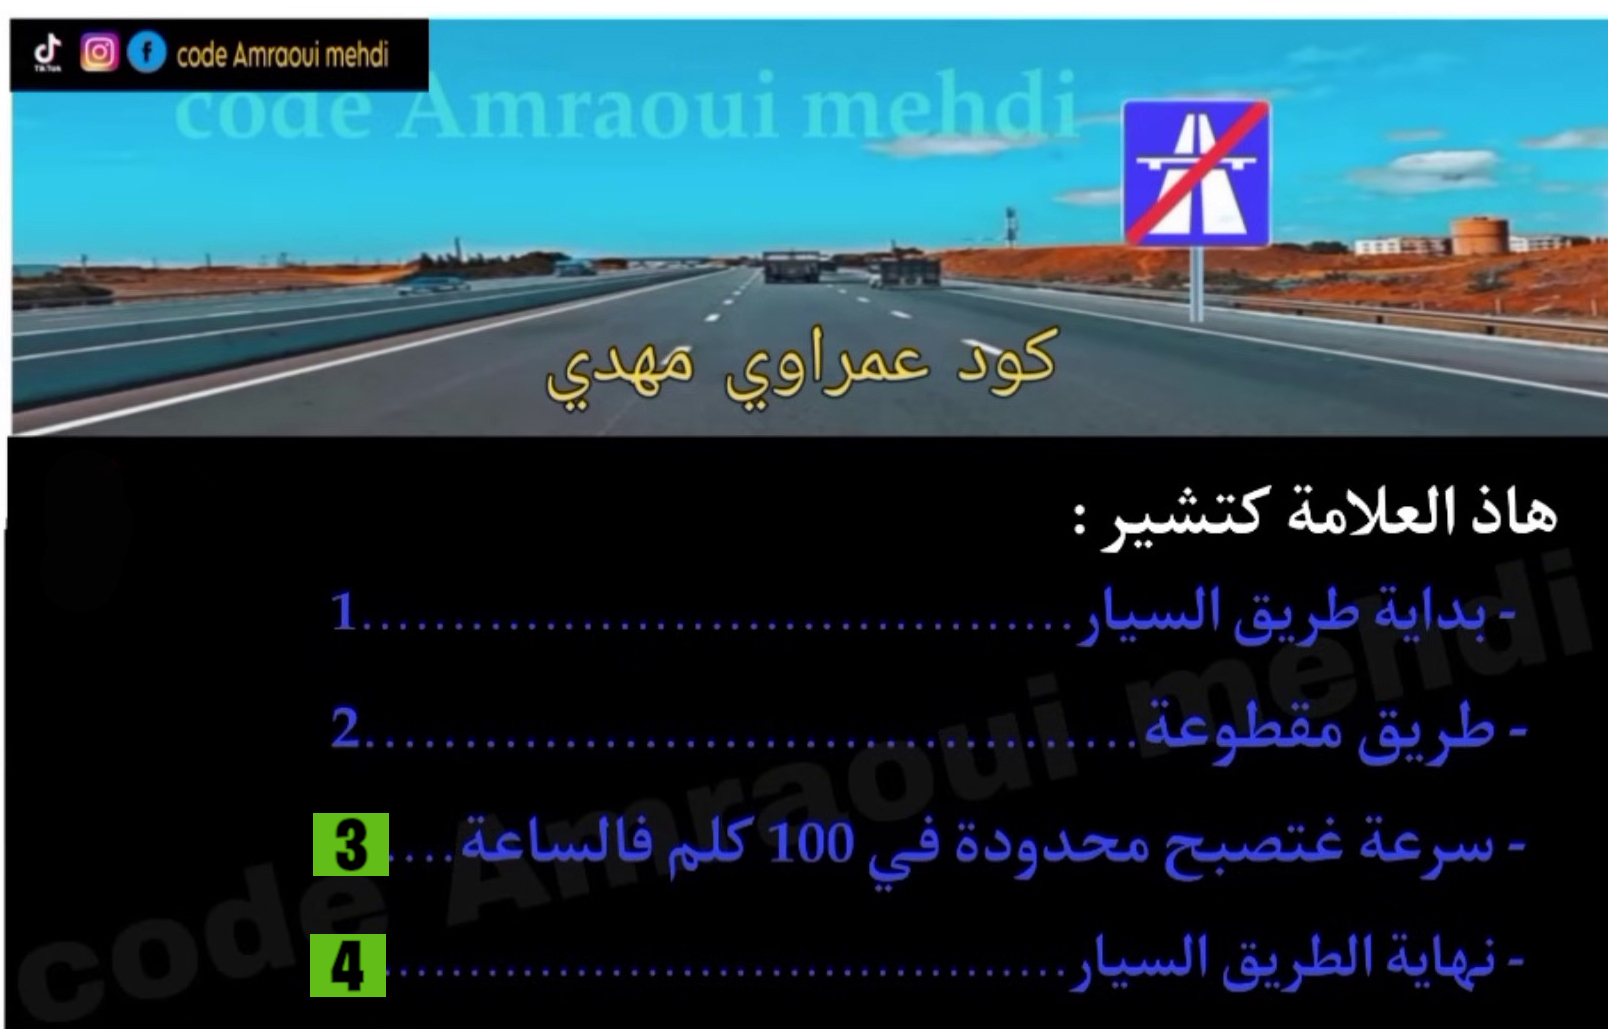 code Amraoui mehdi
code Amraoui mehdi
كود عمراوي مهدي
هاذ العلامة كتشير :
- بداية طريق السيار......................................1
- طريق مقطوعة......................................2
- سرعة غتصبح محدودة في 100 كلم فالساعة....3
- نهاية الطريق السيار......................................4
code Amraoui mehdi